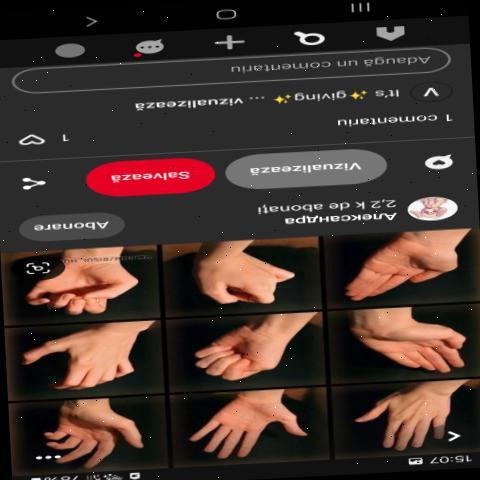 15:07
78%
Александра
2,2 k de abonați
Abonare
Vizualizează
Salvează
1 comentariu
1
V
It's ✨giving✨ ... vizualizează
Adaugă un comentariu